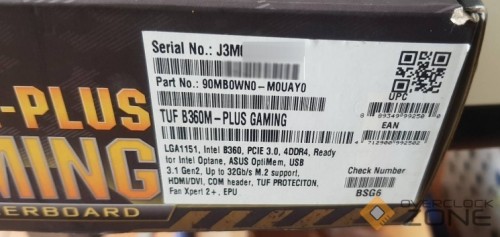 Serial No.: J3M
Part No.: 90MB0WN0-M0UAY0
TUF B360M-PLUS GAMING
LGA1151, Intel B360, PCIE 3.0, 4DDR4, Ready
for Intel Optane, ASUS OptiMem, USB
3.1 Gen2, Up to 32Gb/s M.2 support,
HDMI/DVI, COM header, TUF PROTECITON,
Fan Xpert 2+, EPU
UPC
EAN
Check Number
BSG6
-PLUS
MING
ERBOARD
OVERCLOCK
ZONE